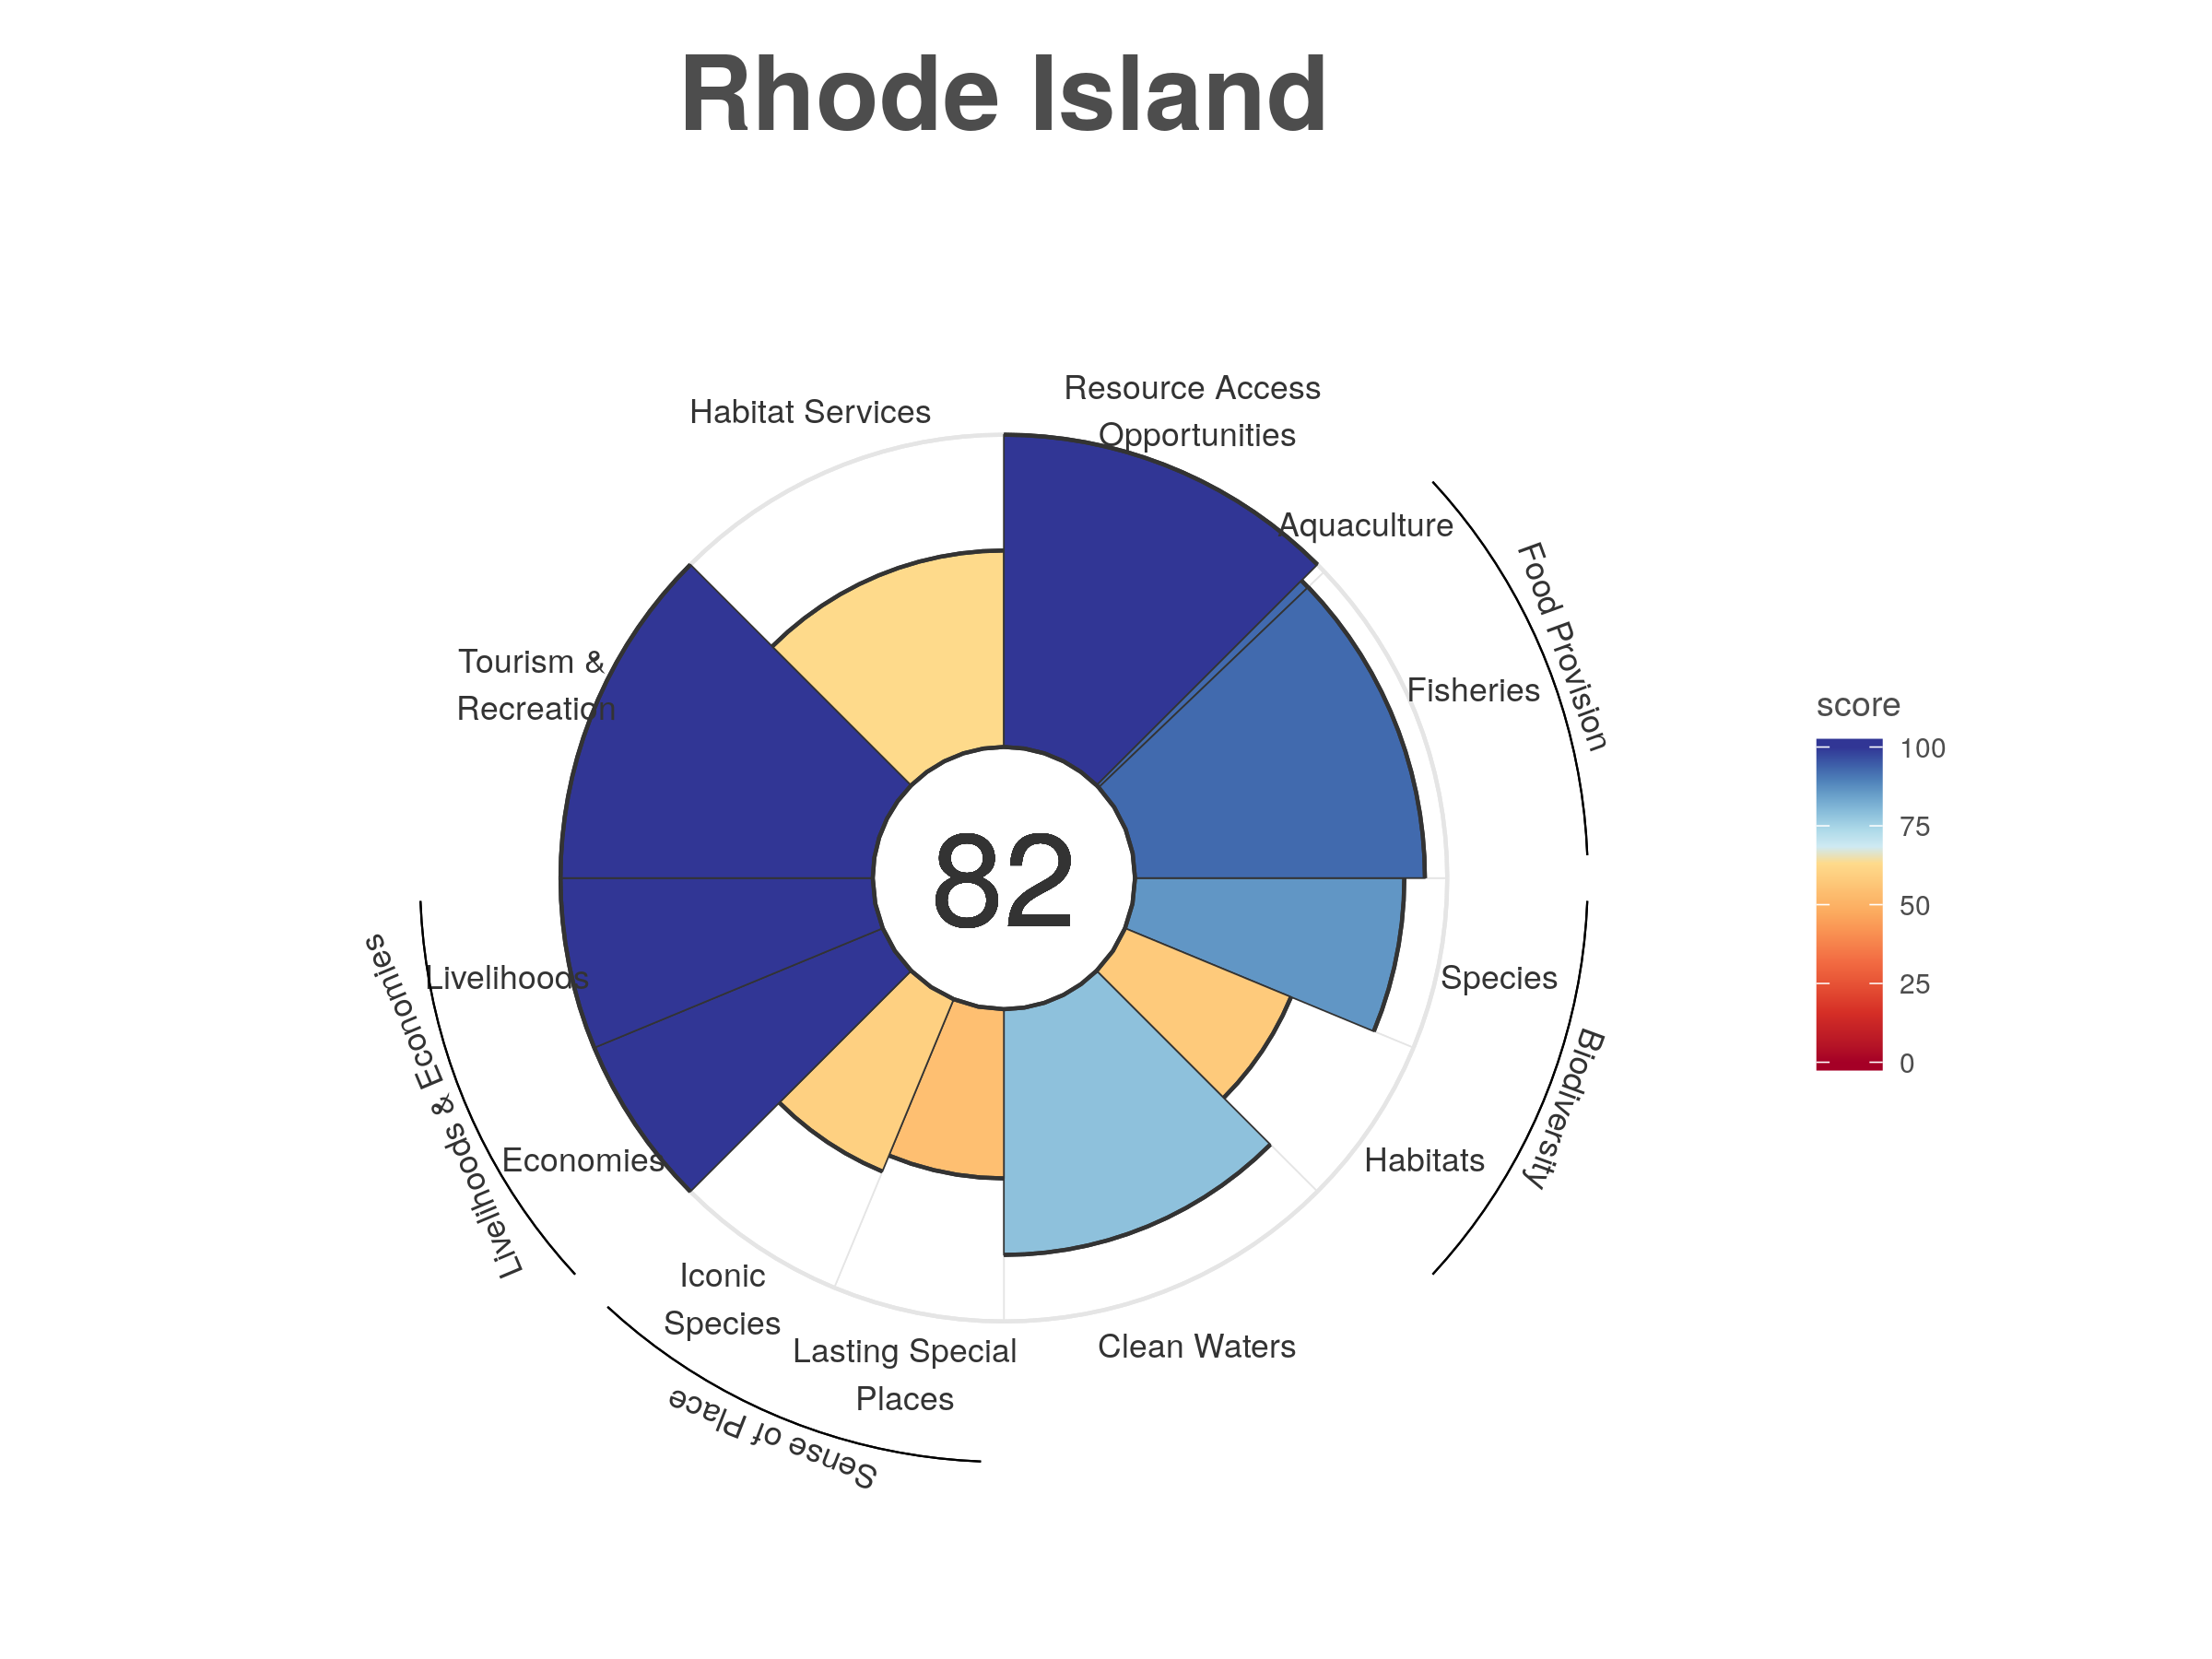 Rhode Island
Resource Access
Opportunities
Habitat Services
Aquaculture
Food Provision
Fisheries
Tourism &
Recreation
score
100
75
50
25
0
82
Livelihoods
Species
Livelihoods & Economies
Biodiversity
Economies
Habitats
Iconic
Species
Lasting Special
Places
Clean Waters
Sense of Place